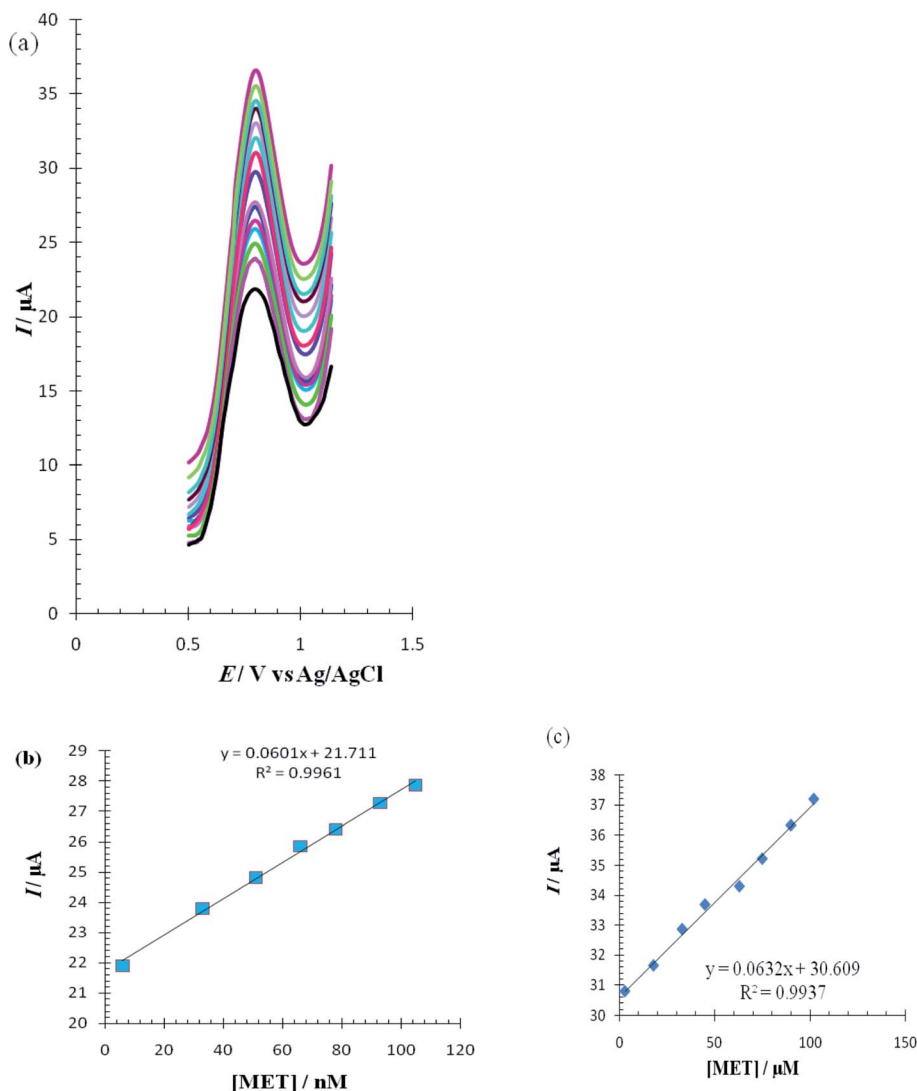 (a)
40
35
30
25
20
15
10
5
0
I / µA
0 0.5 1 1.5
E / V vs Ag/AgCl
(b)
y = 0.0601x + 21.711
R² = 0.9961
29
28
27
26
25
24
23
22
21
20
I / µA
0 20 40 60 80 100 120
[MET] / nM
(c)
38
37
36
35
34
33
32
31
30
I / µA
y = 0.0632x + 30.609
R² = 0.9937
0 50 100 150
[MET] / µM